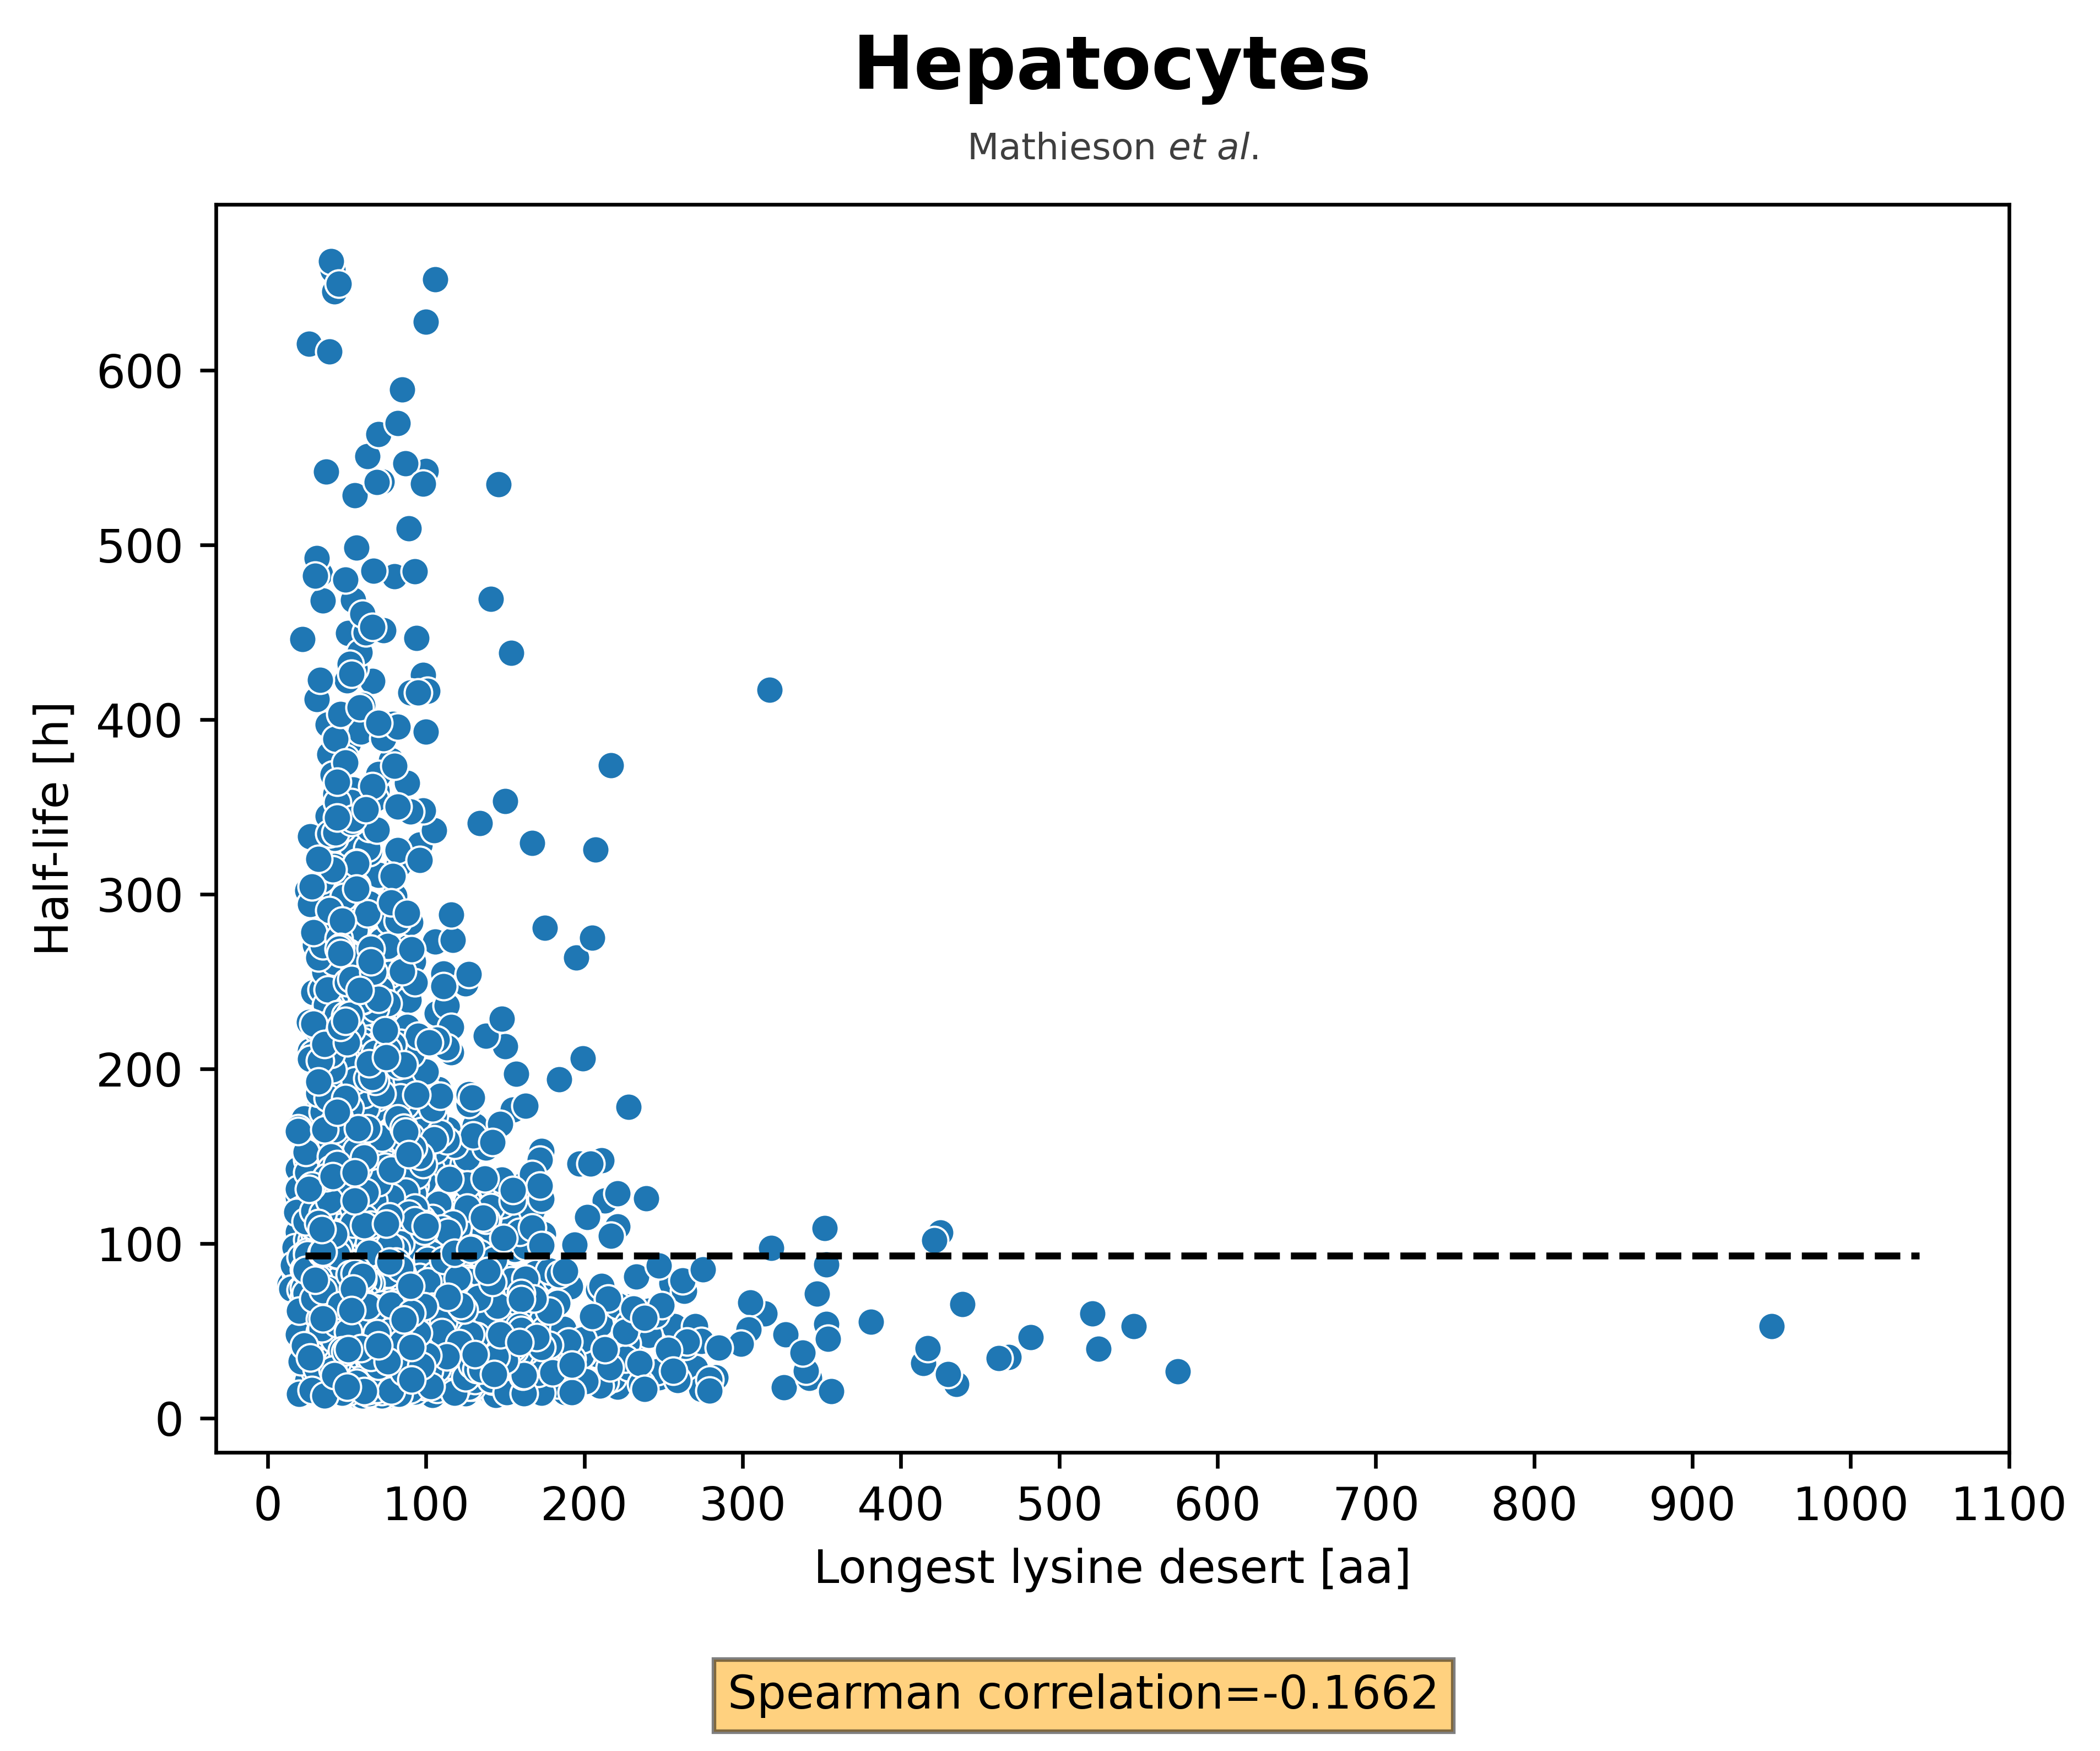 Hepatocytes
Mathieson et al.
600
500
400
300
200
100
0
Half-life [h]
0 100 200 300 400 500 600 700 800 900 1000 1100
Longest lysine desert [aa]
Spearman correlation=-0.1662